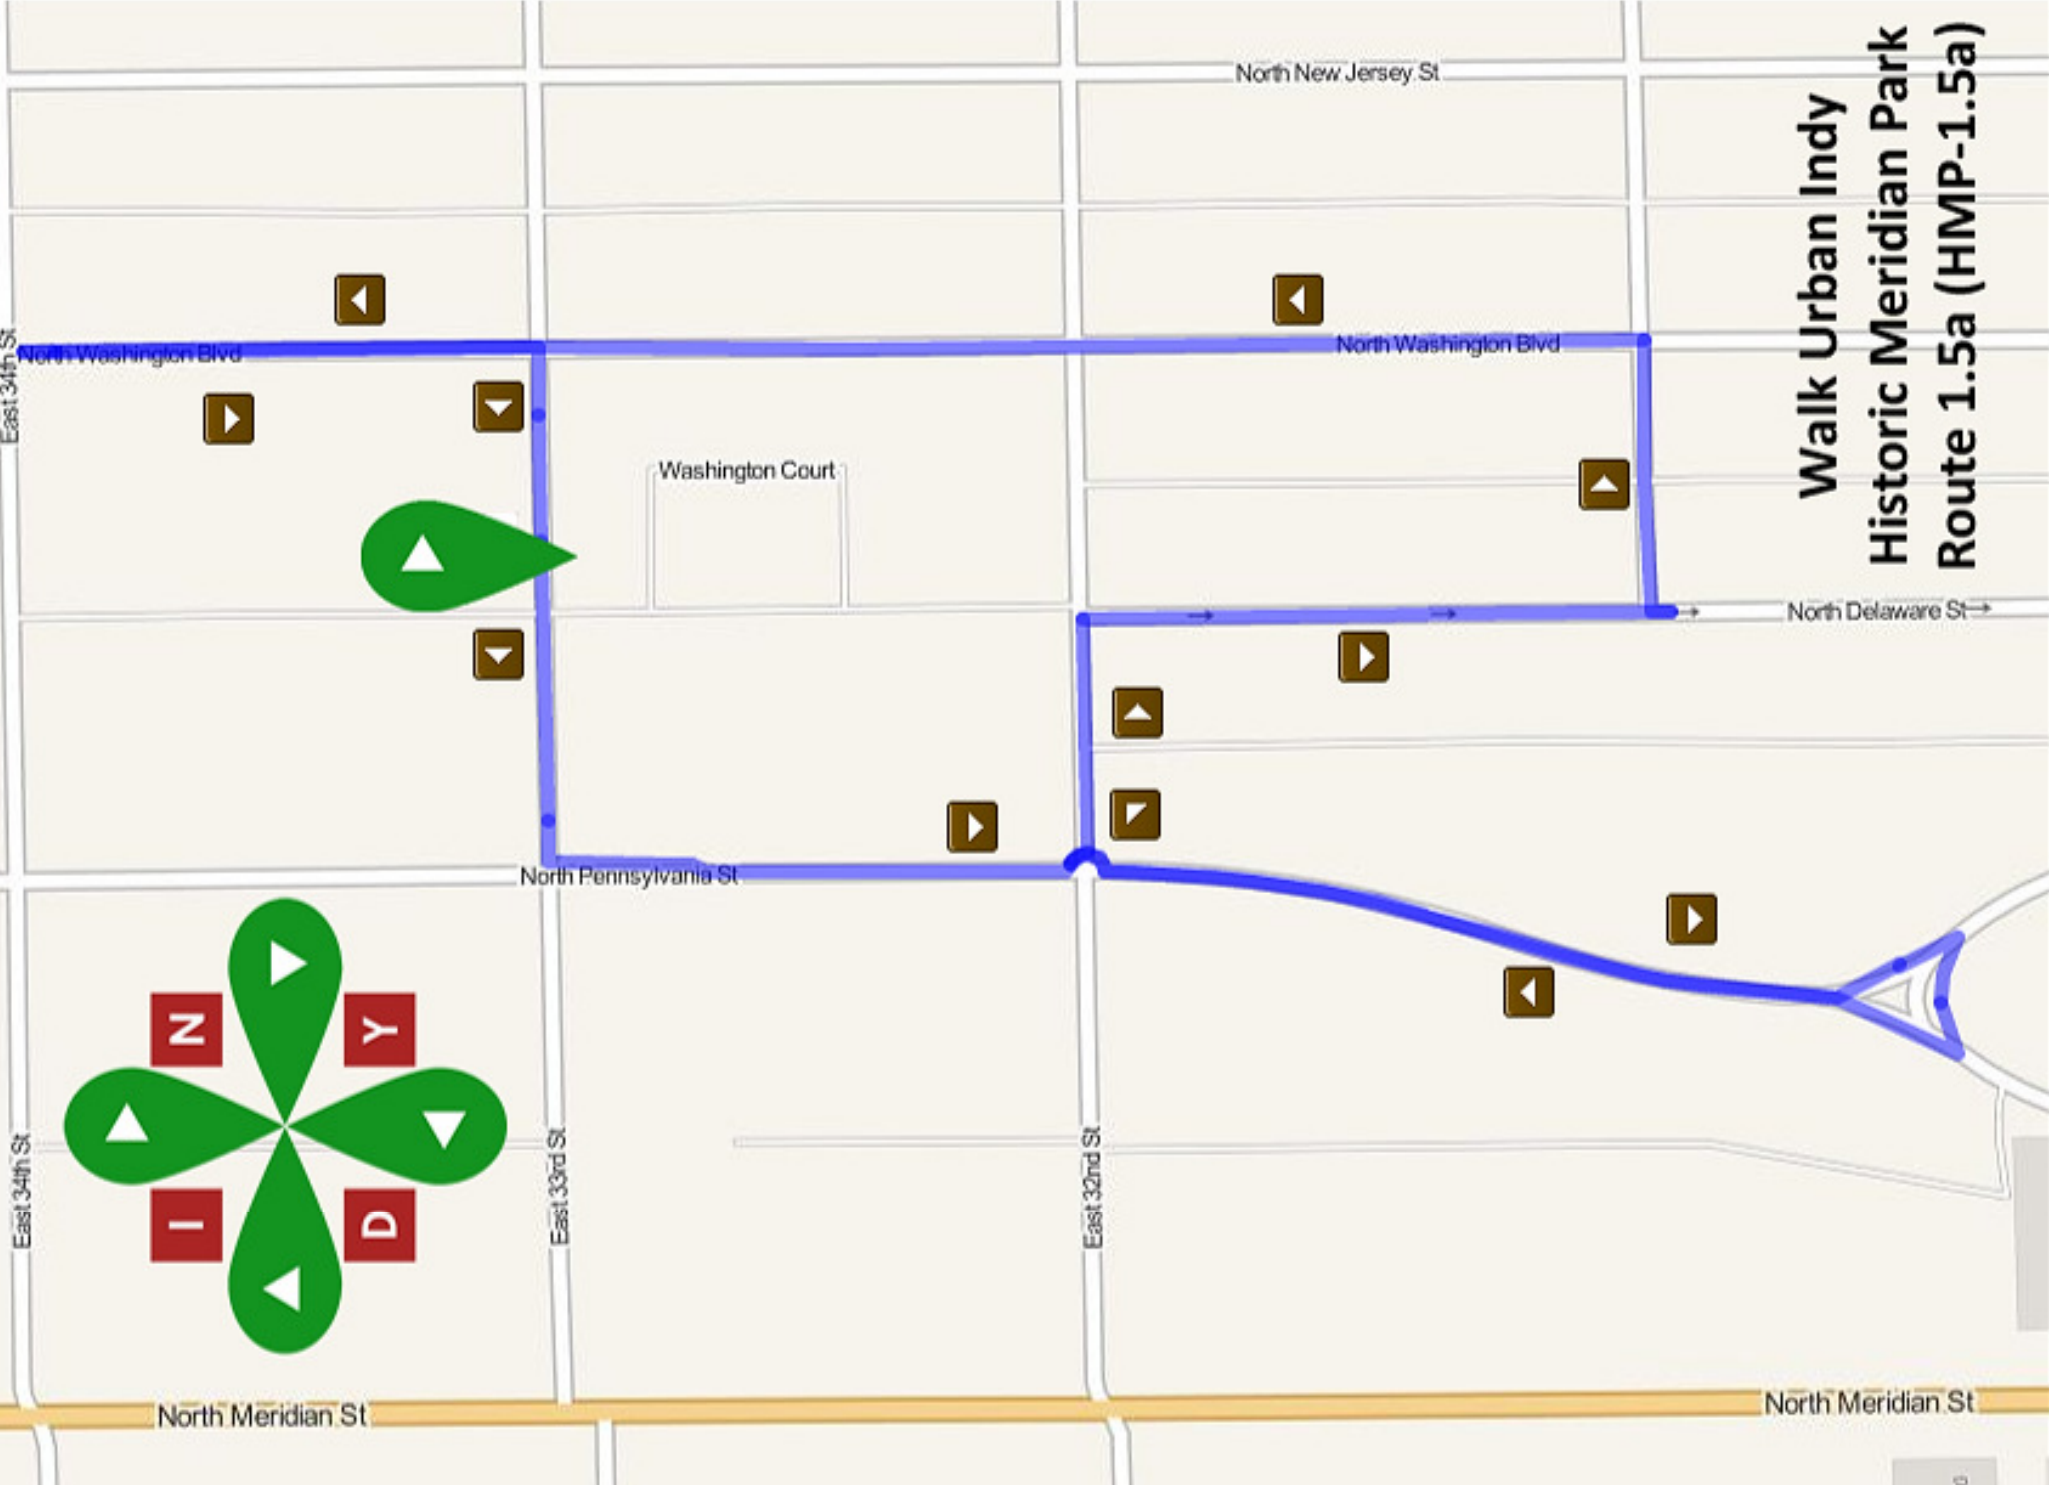 North New Jersey St
East 34th St
North Washington Blvd
North Washington Blvd
Washington Court
North Delaware St
North Pennsylvania St
N
Y
I
D
East 34th St
East 33rd St
East 32nd St
North Meridian St
North Meridian St
Walk Urban Indy
Historic Meridian Park
Route 1.5a (HMP-1.5a)